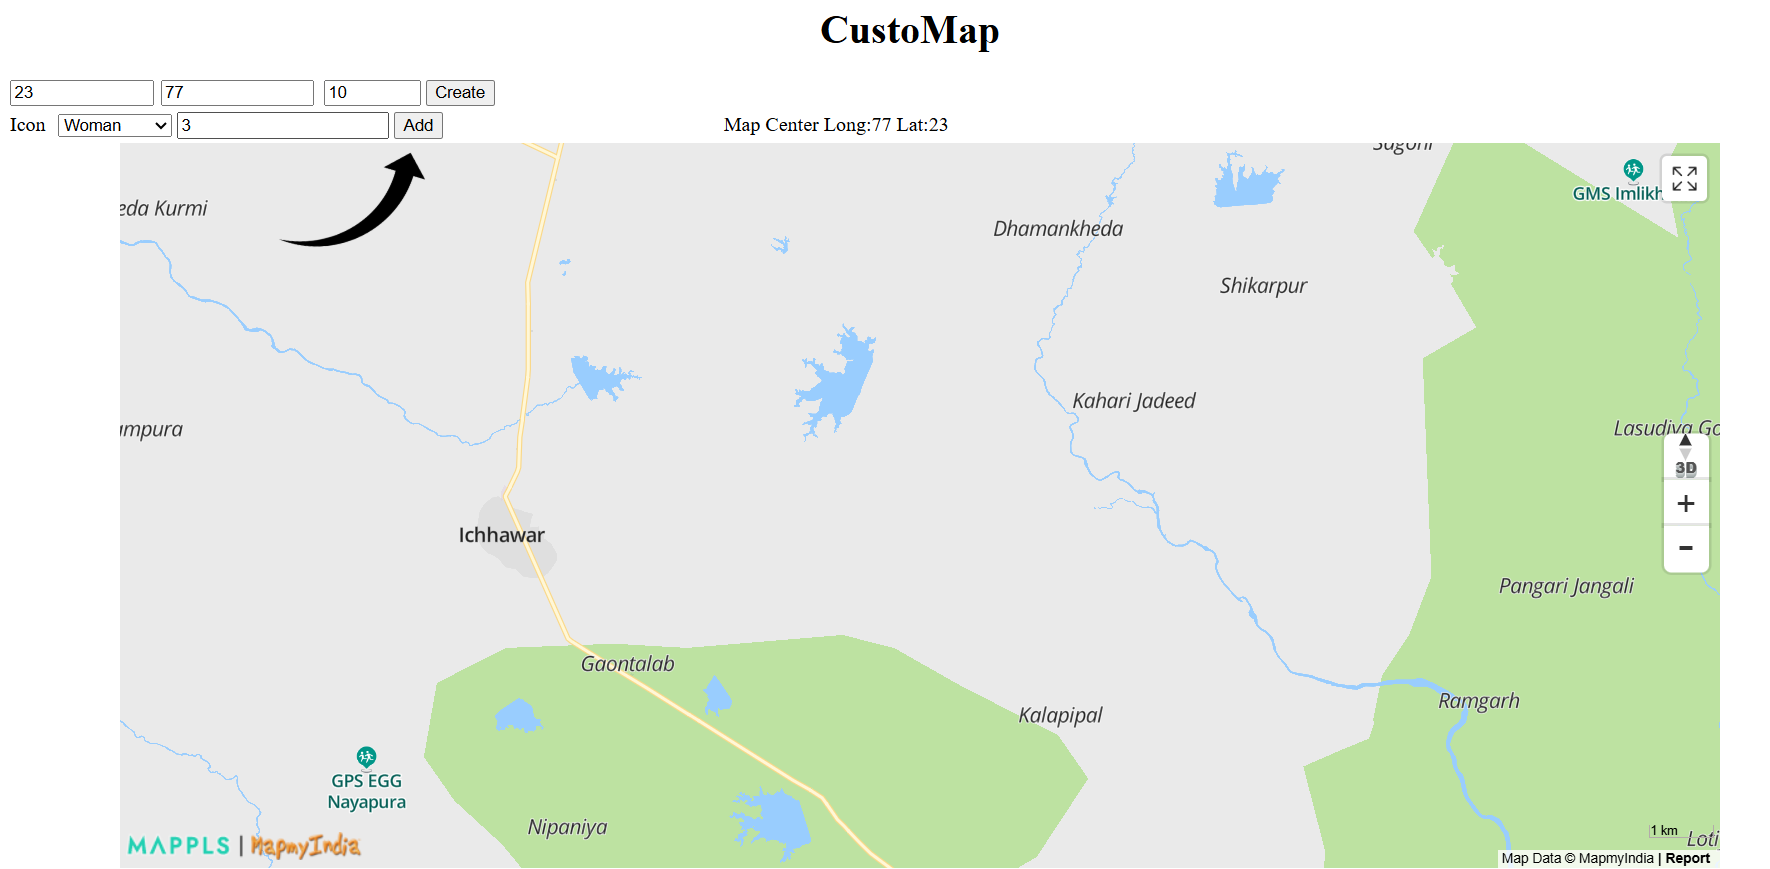 CustoMap
23 77 10 Create
Icon Woman 3 Add Map Center Long:77 Lat:23
Sagoni
GMS Imlikh
eda Kurmi
Dhamankheda
Shikarpur
Kahari Jadeed
Lasudiya Go
ampura
3D
+
Ichhawar
-
Pangari Jangali
Gaontalab
Ramgarh
Kalapipal
GPS EGG
Nayapura
Nipaniya
1 km
Loti
MAPPLS | MapmyIndia
Map Data © MapmyIndia | Report